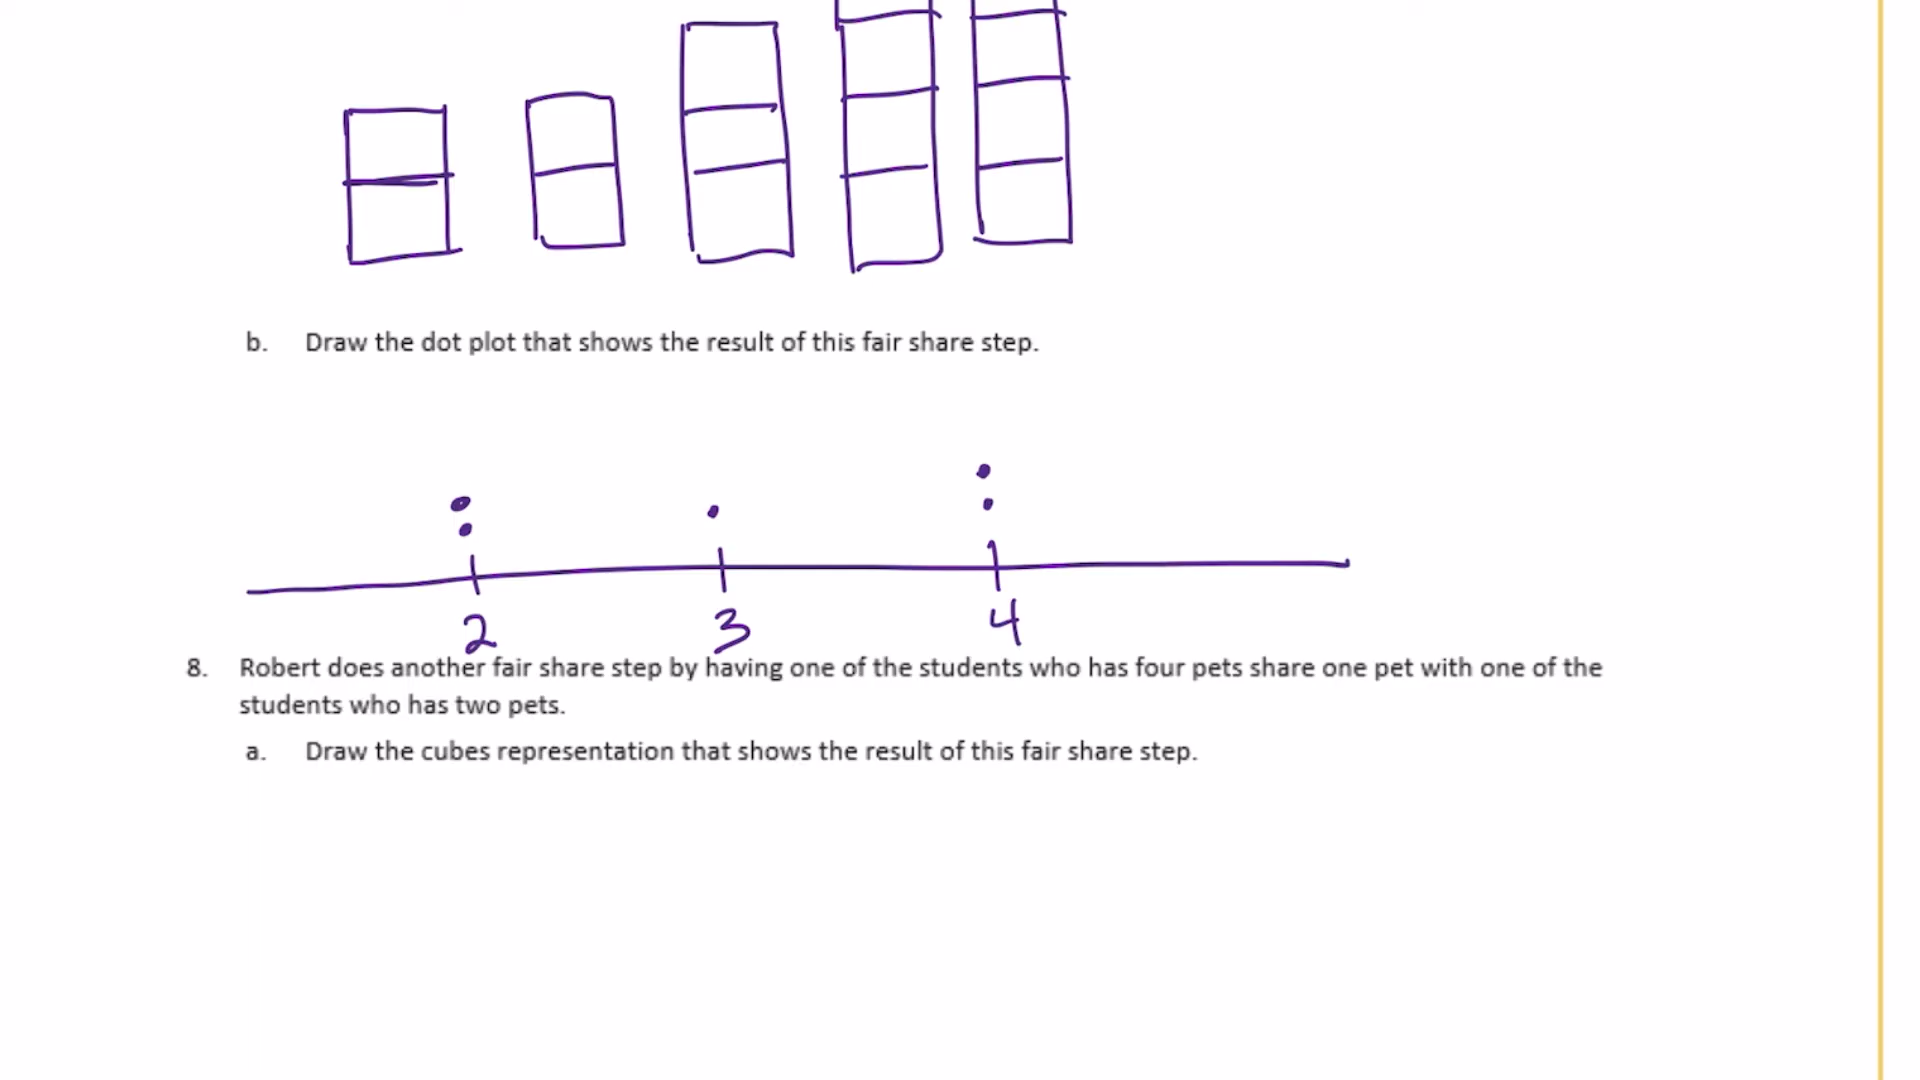 b. Draw the dot plot that shows the result of this fair share step.
2 3 4
8. Robert does another fair share step by having one of the students who has four pets share one pet with one of the
students who has two pets.
a. Draw the cubes representation that shows the result of this fair share step.